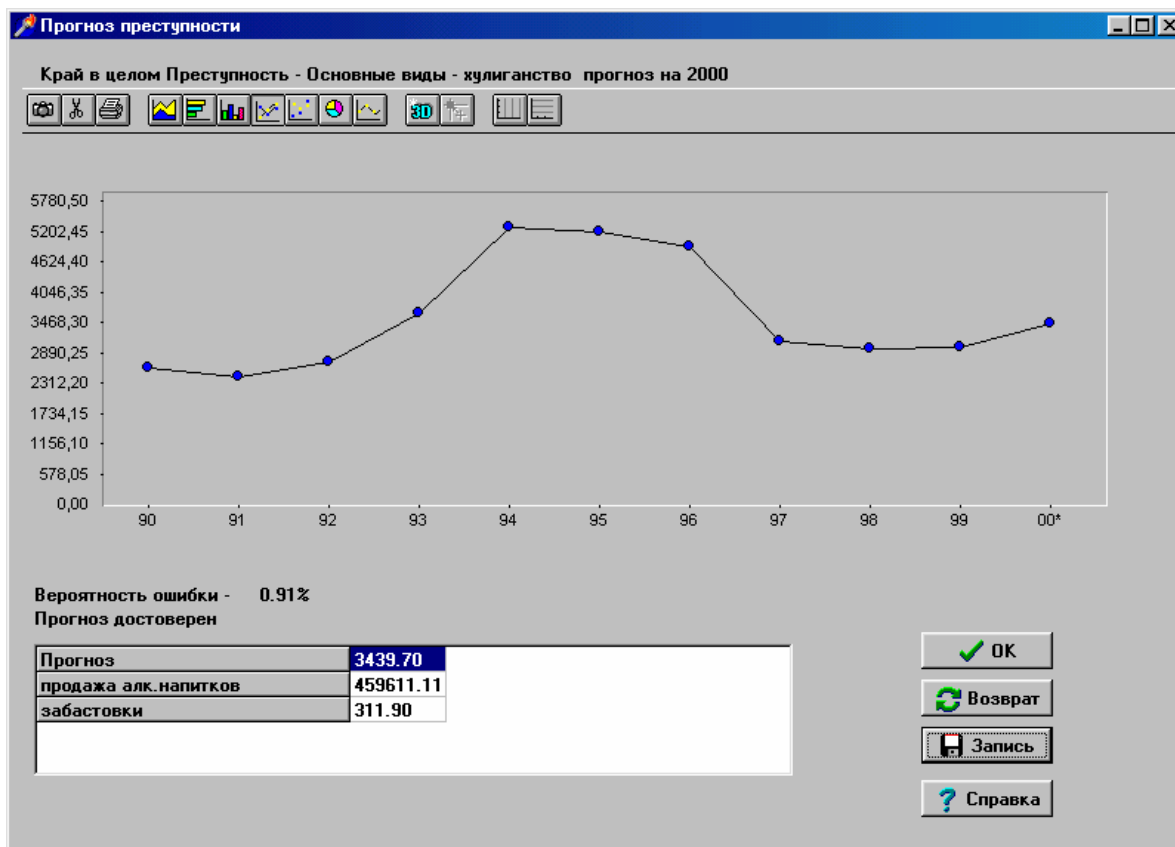 Прогноз преступности
Край в целом Преступность - Основные виды - хулиганство прогноз на 2000
3D
5780,50
5202,45
4624,40
4046,35
3468,30
2890,25
2312,20
1734,15
1156,10
578,05
0,00
90 91 92 93 94 95 96 97 98 99 00*
Вероятность ошибки - 0.91%
Прогноз достоверен
Прогноз 3439.70
продажа алк.напитков 459611.11
забастовки 311.90
OK
Возврат
Запись
? Справка